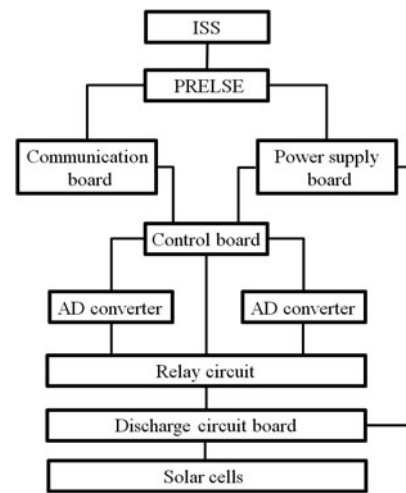 ISS
PRELSE
Communication
board
Power supply
board
Control board
AD converter
AD converter
Relay circuit
Discharge circuit board
Solar cells